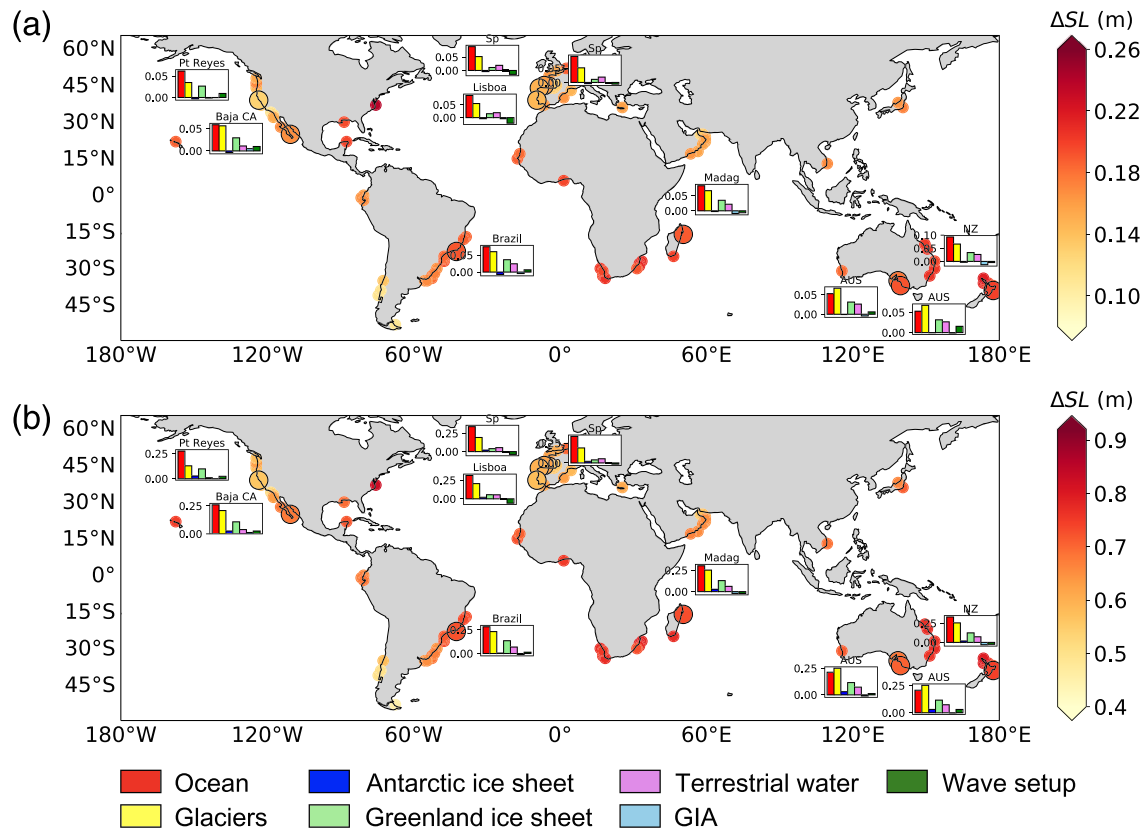 (a)
ΔSL (m)
60°N
45°N
30°N
15°N
0°
15°S
30°S
45°S
180°W
120°W
60°W
0°
60°E
120°E
180°E
Pt Reyes
0.05
0.00
Baja CA
0.05
0.00
Sp
0.05
0.00
Lisboa
0.05
0.00
Sp
0.05
0.00
Madag
0.05
0.00
Brazil
0.05
0.00
NZ
0.10
0.05
0.00
AUS
0.05
0.00
AUS
0.05
0.00
0.26
0.22
0.18
0.14
0.10
(b)
ΔSL (m)
60°N
45°N
30°N
15°N
0°
15°S
30°S
45°S
180°W
120°W
60°W
0°
60°E
120°E
180°E
Pt Reyes
0.25
0.00
Baja CA
0.25
0.00
Sp
0.25
0.00
Lisboa
0.25
0.00
Sp
0.25
0.00
Madag
0.25
0.00
Brazil
0.25
0.00
NZ
0.25
0.00
AUS
0.25
0.00
AUS
0.25
0.00
0.9
0.8
0.7
0.6
0.5
0.4
Ocean
Antarctic ice sheet
Terrestrial water
Wave setup
Glaciers
Greenland ice sheet
GIA